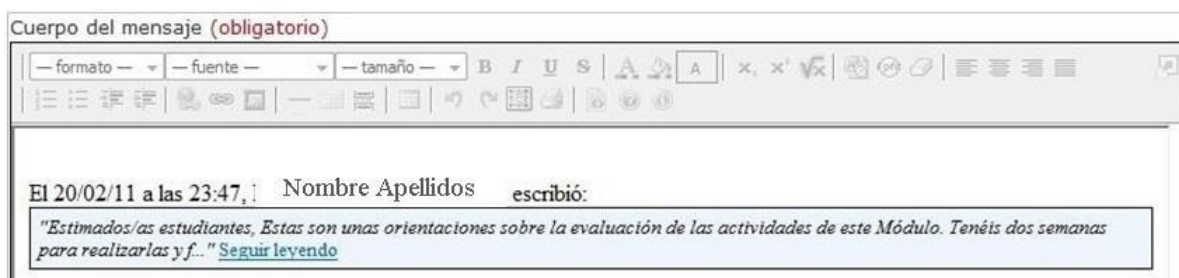 Cuerpo del mensaje (obligatorio)
— formato — — fuente — — tamaño — B I U S A A x₂ x² √x
El 20/02/11 a las 23:47, Nombre Apellidos escribió:
"Estimados/as estudiantes, Estas son unas orientaciones sobre la evaluación de las actividades de este Módulo. Tenéis dos semanas
para realizarlas y f..." Seguir leyendo